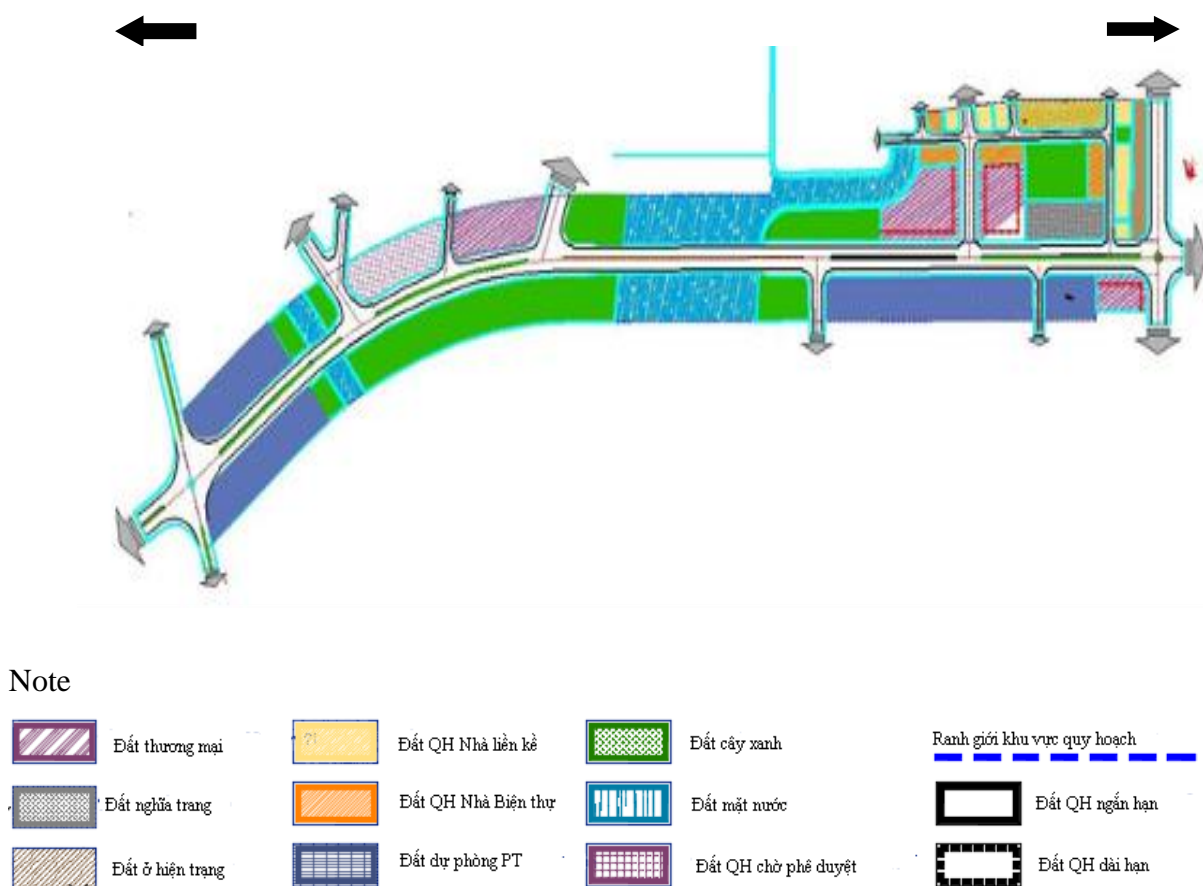 Note
Đất thương mại
Đất QH Nhà liền kề
Đất cây xanh
Ranh giới khu vực quy hoạch
Đất nghĩa trang
Đất QH Nhà Biện thự
Đất mặt nước
Đất QH ngắn hạn
Đất ở hiện trạng
Đất dự phòng PT
Đất QH chờ phê duyệt
Đất QH dài hạn